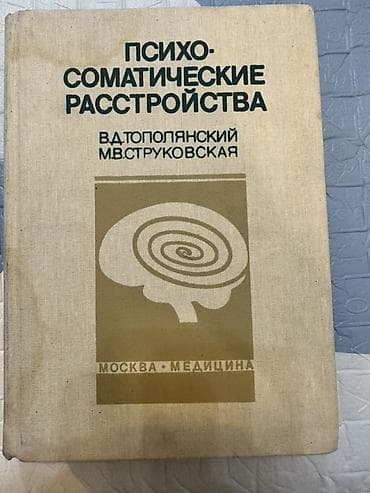 ПСИХО-
СОМАТИЧЕСКИЕ
РАССТРОЙСТВА
В.Д.ТОПОЛЯНСКИЙ
М.В.СТРУКОВСКАЯ
МОСКВА • МЕДИЦИНА